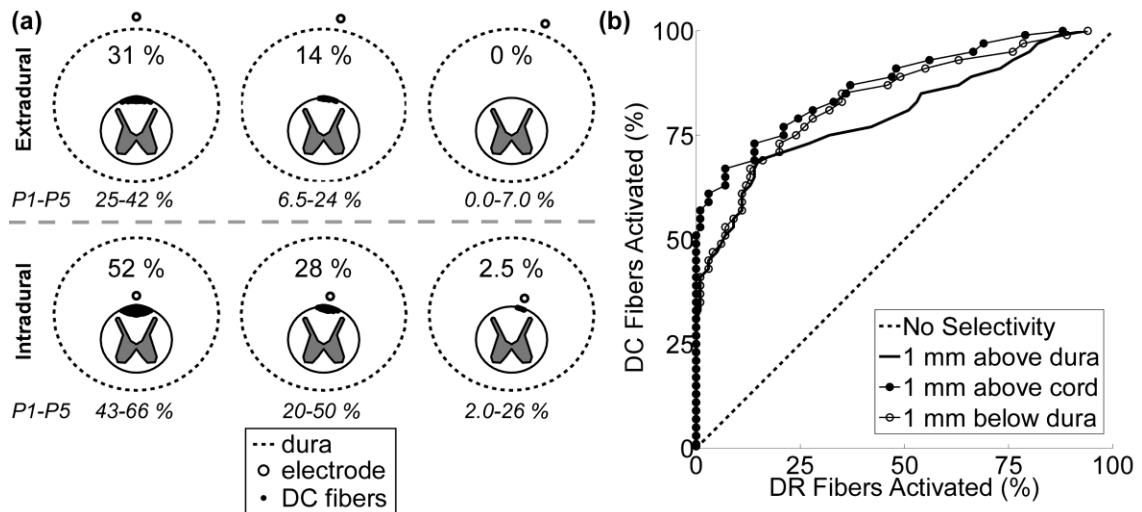 (a)
Extradural
31 %
14 %
0 %
P1-P5
25-42 %
6.5-24 %
0.0-7.0 %
Intradural
52 %
28 %
2.5 %
P1-P5
43-66 %
20-50 %
2.0-26 %
dura
electrode
DC fibers
(b)
DC Fibers Activated (%)
100
75
50
25
0
0
25
50
75
100
DR Fibers Activated (%)
No Selectivity
1 mm above dura
1 mm above cord
1 mm below dura